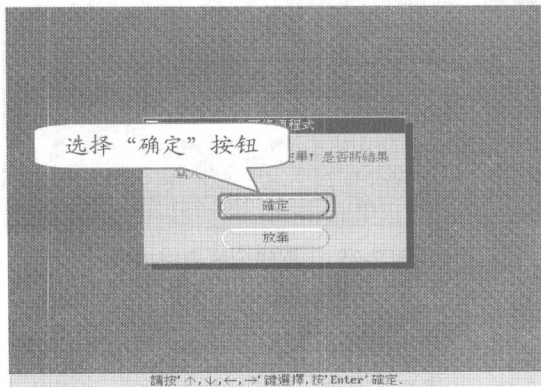 程式
选择“确定”按钮
畢! 是否將結果
確定
放棄
請按'↑,↓,←,→'鍵選擇,按'Enter'確定.